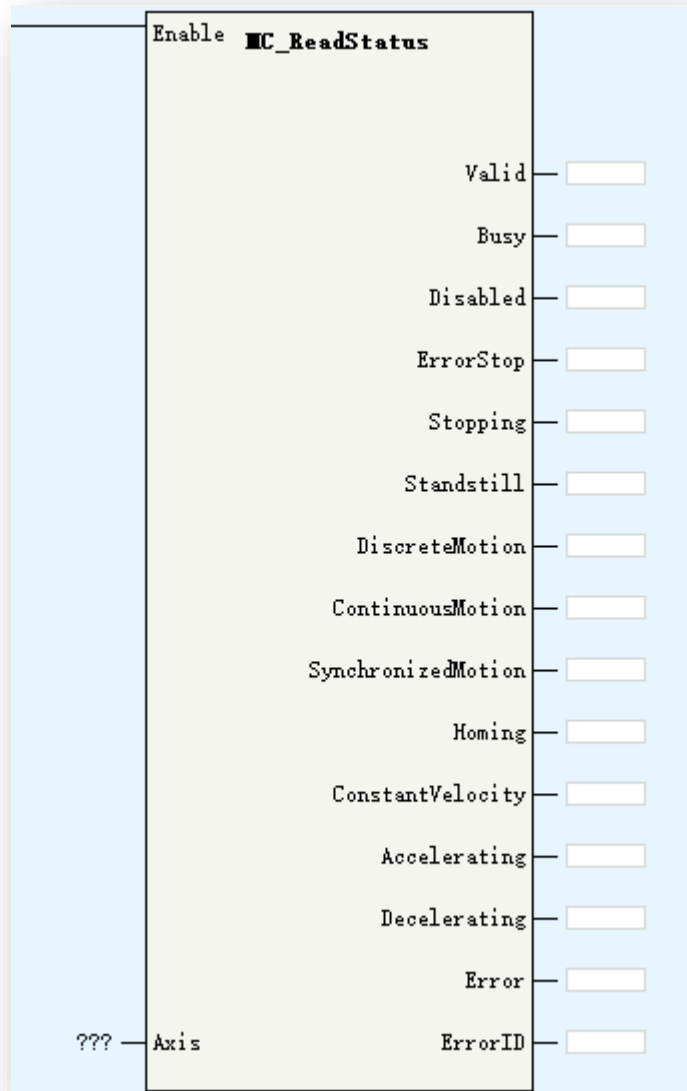 Enable MC_ReadStatus
Valid
Busy
Disabled
ErrorStop
Stopping
Standstill
DiscreteMotion
ContinuousMotion
SynchronizedMotion
Homing
ConstantVelocity
Accelerating
Decelerating
Error
??? Axis ErrorID